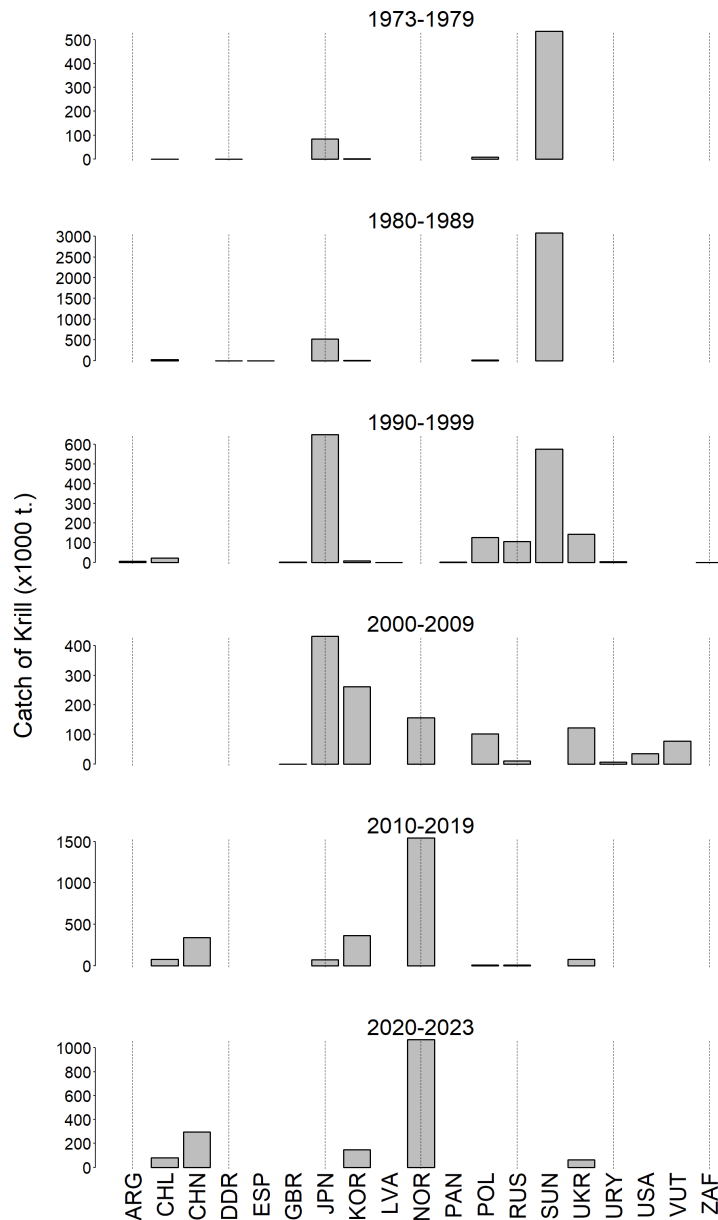 1973-1979
500
400
300
200
100
0
1980-1989
3000
2500
2000
1500
1000
500
0
1990-1999
600
500
400
300
200
100
0
Catch of Krill (x1000 t.)
2000-2009
400
300
200
100
0
2010-2019
1500
1000
500
0
2020-2023
1000
800
600
400
200
0
ARG
CHL
CHN
DDR
ESP
GBR
JPN
KOR
LVA
NOR
PAN
POL
RUS
SUN
UKR
URY
USA
VUT
ZAF